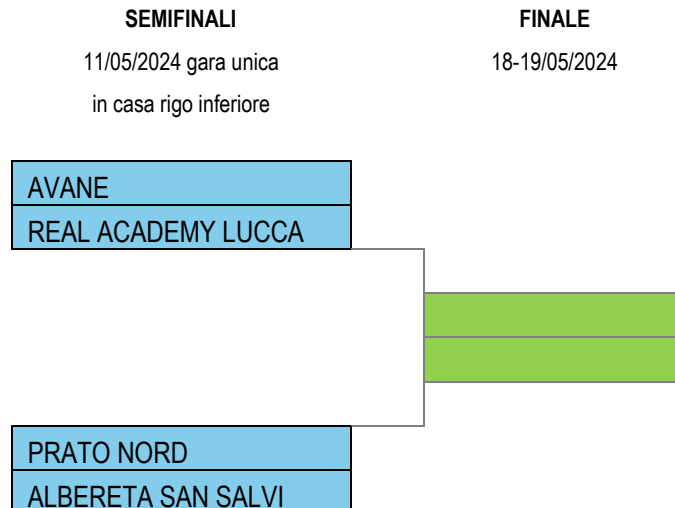 SEMIFINALI
11/05/2024 gara unica
in casa rigo inferiore
FINALE
18-19/05/2024
AVANE
REAL ACADEMY LUCCA
PRATO NORD
ALBERETA SAN SALVI